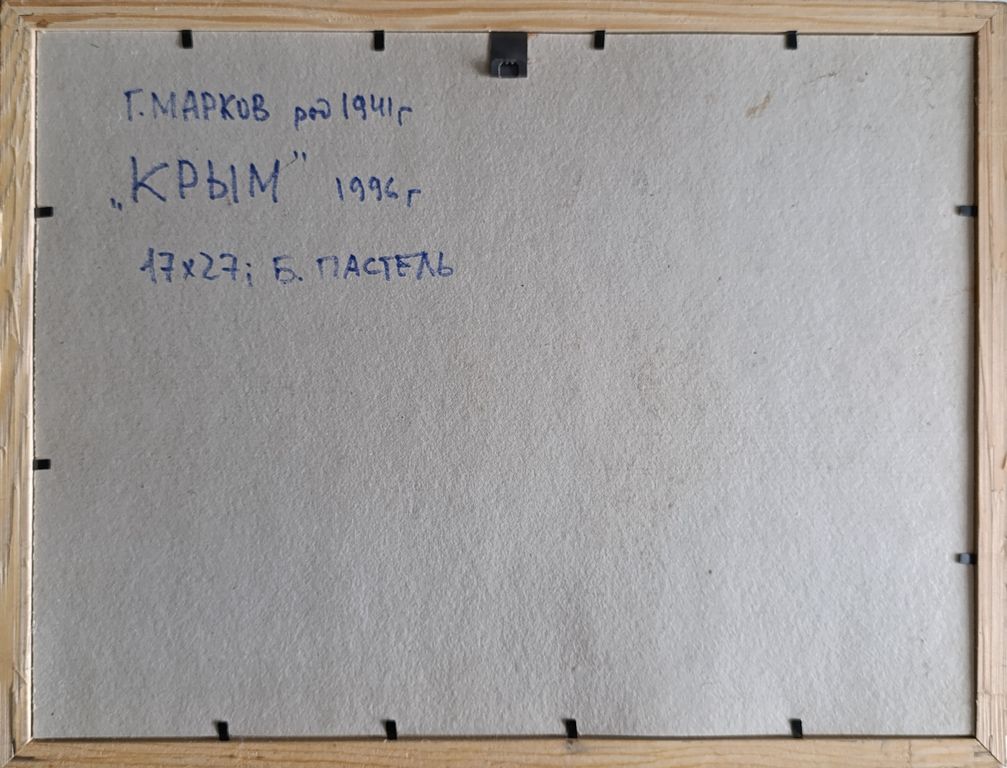 Г. МАРКОВ род 1941г
„КРЫМ” 1996г
17х27; Б. ПАСТЕЛЬ